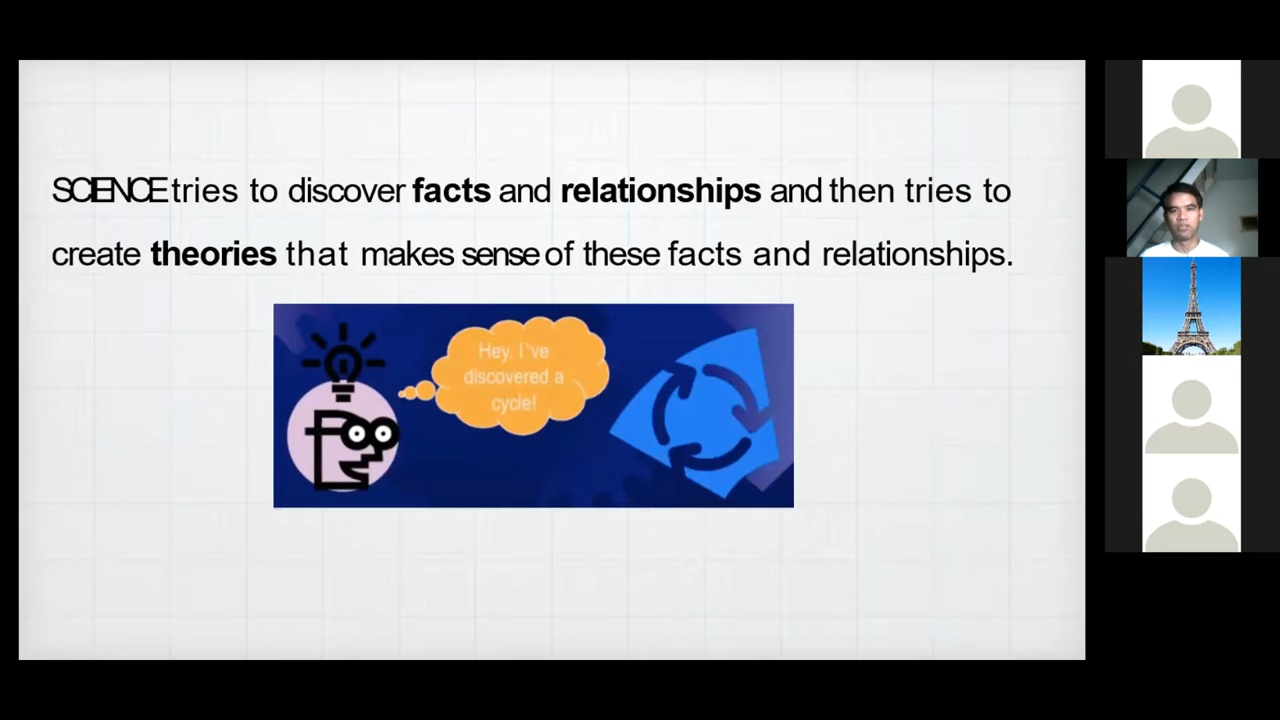 SCIENCE tries to discover facts and relationships and then tries to
create theories that makes sense of these facts and relationships.
Hey, I`ve
discovered a
cycle!